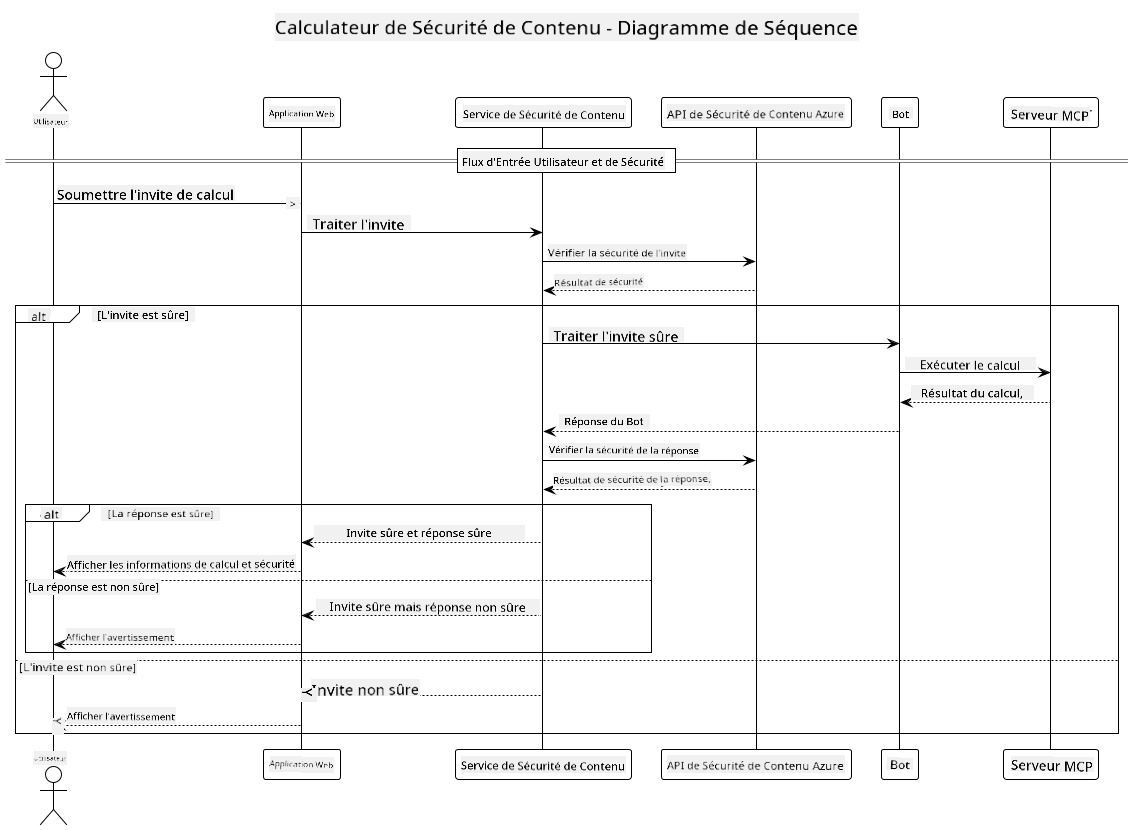 Calculateur de Sécurité de Contenu - Diagramme de Séquence
Utilisateur
Application Web
Service de Sécurité de Contenu
API de Sécurité de Contenu Azure
Bot
Serveur MCP
Flux d'Entrée Utilisateur et de Sécurité
Soumettre l'invite de calcul
>
Traiter l'invite
Vérifier la sécurité de l'invite
Résultat de sécurité
alt
[L'invite est sûre]
Traiter l'invite sûre
Exécuter le calcul
Résultat du calcul,
Réponse du Bot
Vérifier la sécurité de la réponse
Résultat de sécurité de la réponse,
alt
[La réponse est sûre]
Invite sûre et réponse sûre
Afficher les informations de calcul et sécurité
[La réponse est non sûre]
Invite sûre mais réponse non sûre
Afficher l'avertissement
[L'invite est non sûre]
nvite non sûre
Afficher l'avertissement
Utilisateur
Application Web
Service de Sécurité de Contenu
API de Sécurité de Contenu Azure
Bot
Serveur MCP